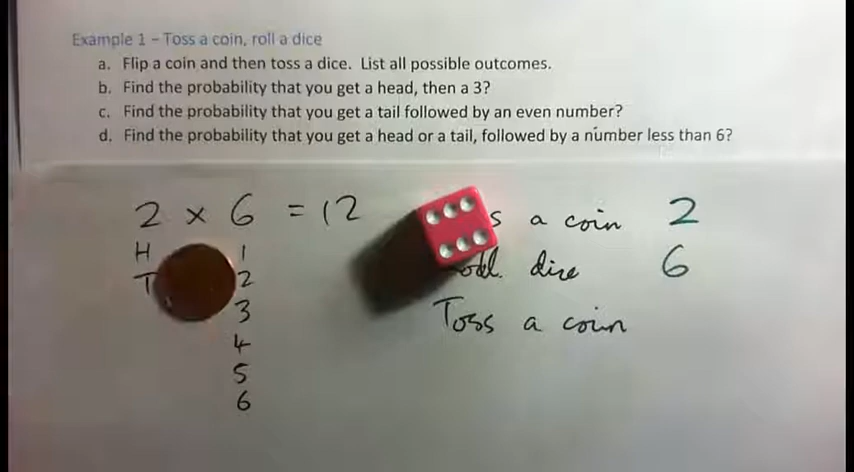 Example 1 – Toss a coin, roll a dice
a. Flip a coin and then toss a dice. List all possible outcomes.
b. Find the probability that you get a head, then a 3?
c. Find the probability that you get a tail followed by an even number?
d. Find the probability that you get a head or a tail, followed by a number less than 6?
2 × 6 = 12
H 1
T 2
3
4
5
6
a coin 2
dice 6
Toss a coin